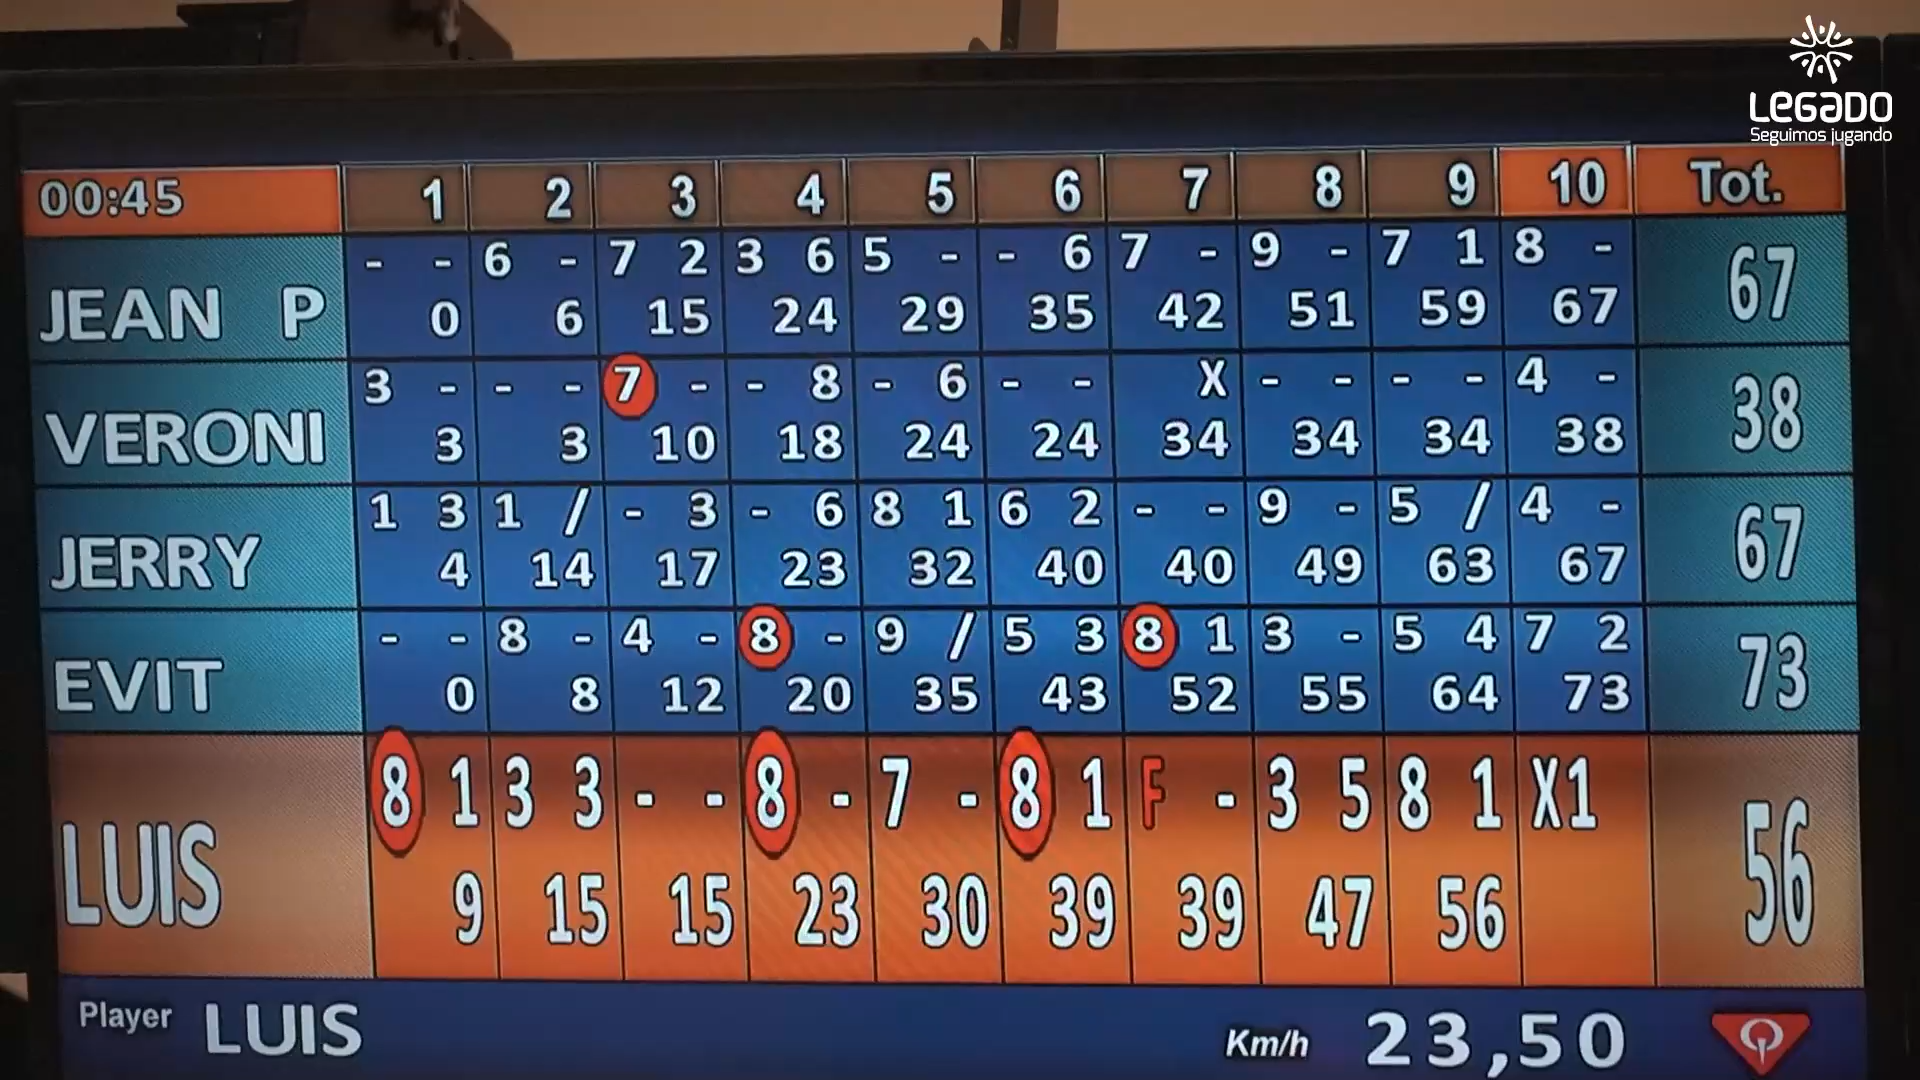 LEGADO
Seguimos jugando
00:45 1 2 3 4 5 6 7 8 9 10 Tot.
- - 6 - 7 2 3 6 5 - - 6 7 - 9 - 7 1 8 -
JEAN P 0 6 15 24 29 35 42 51 59 67 67
3 - - - 7 - - 8 - 6 - - X - - - - 4 -
VERONI 3 3 10 18 24 24 34 34 34 38 38
1 3 1 / - 3 - 6 8 1 6 2 - - 9 - 5 / 4 -
JERRY 4 14 17 23 32 40 40 49 63 67 67
- - 8 - 4 - 8 - 9 / 5 3 8 1 3 - 5 4 7 2
EVIT 0 8 12 20 35 43 52 55 64 73 73
8 1 3 3 - - 8 - 7 - 8 1 F - 3 5 8 1 X1
LUIS 9 15 15 23 30 39 39 47 56 56
Player LUIS Km/h 23,50